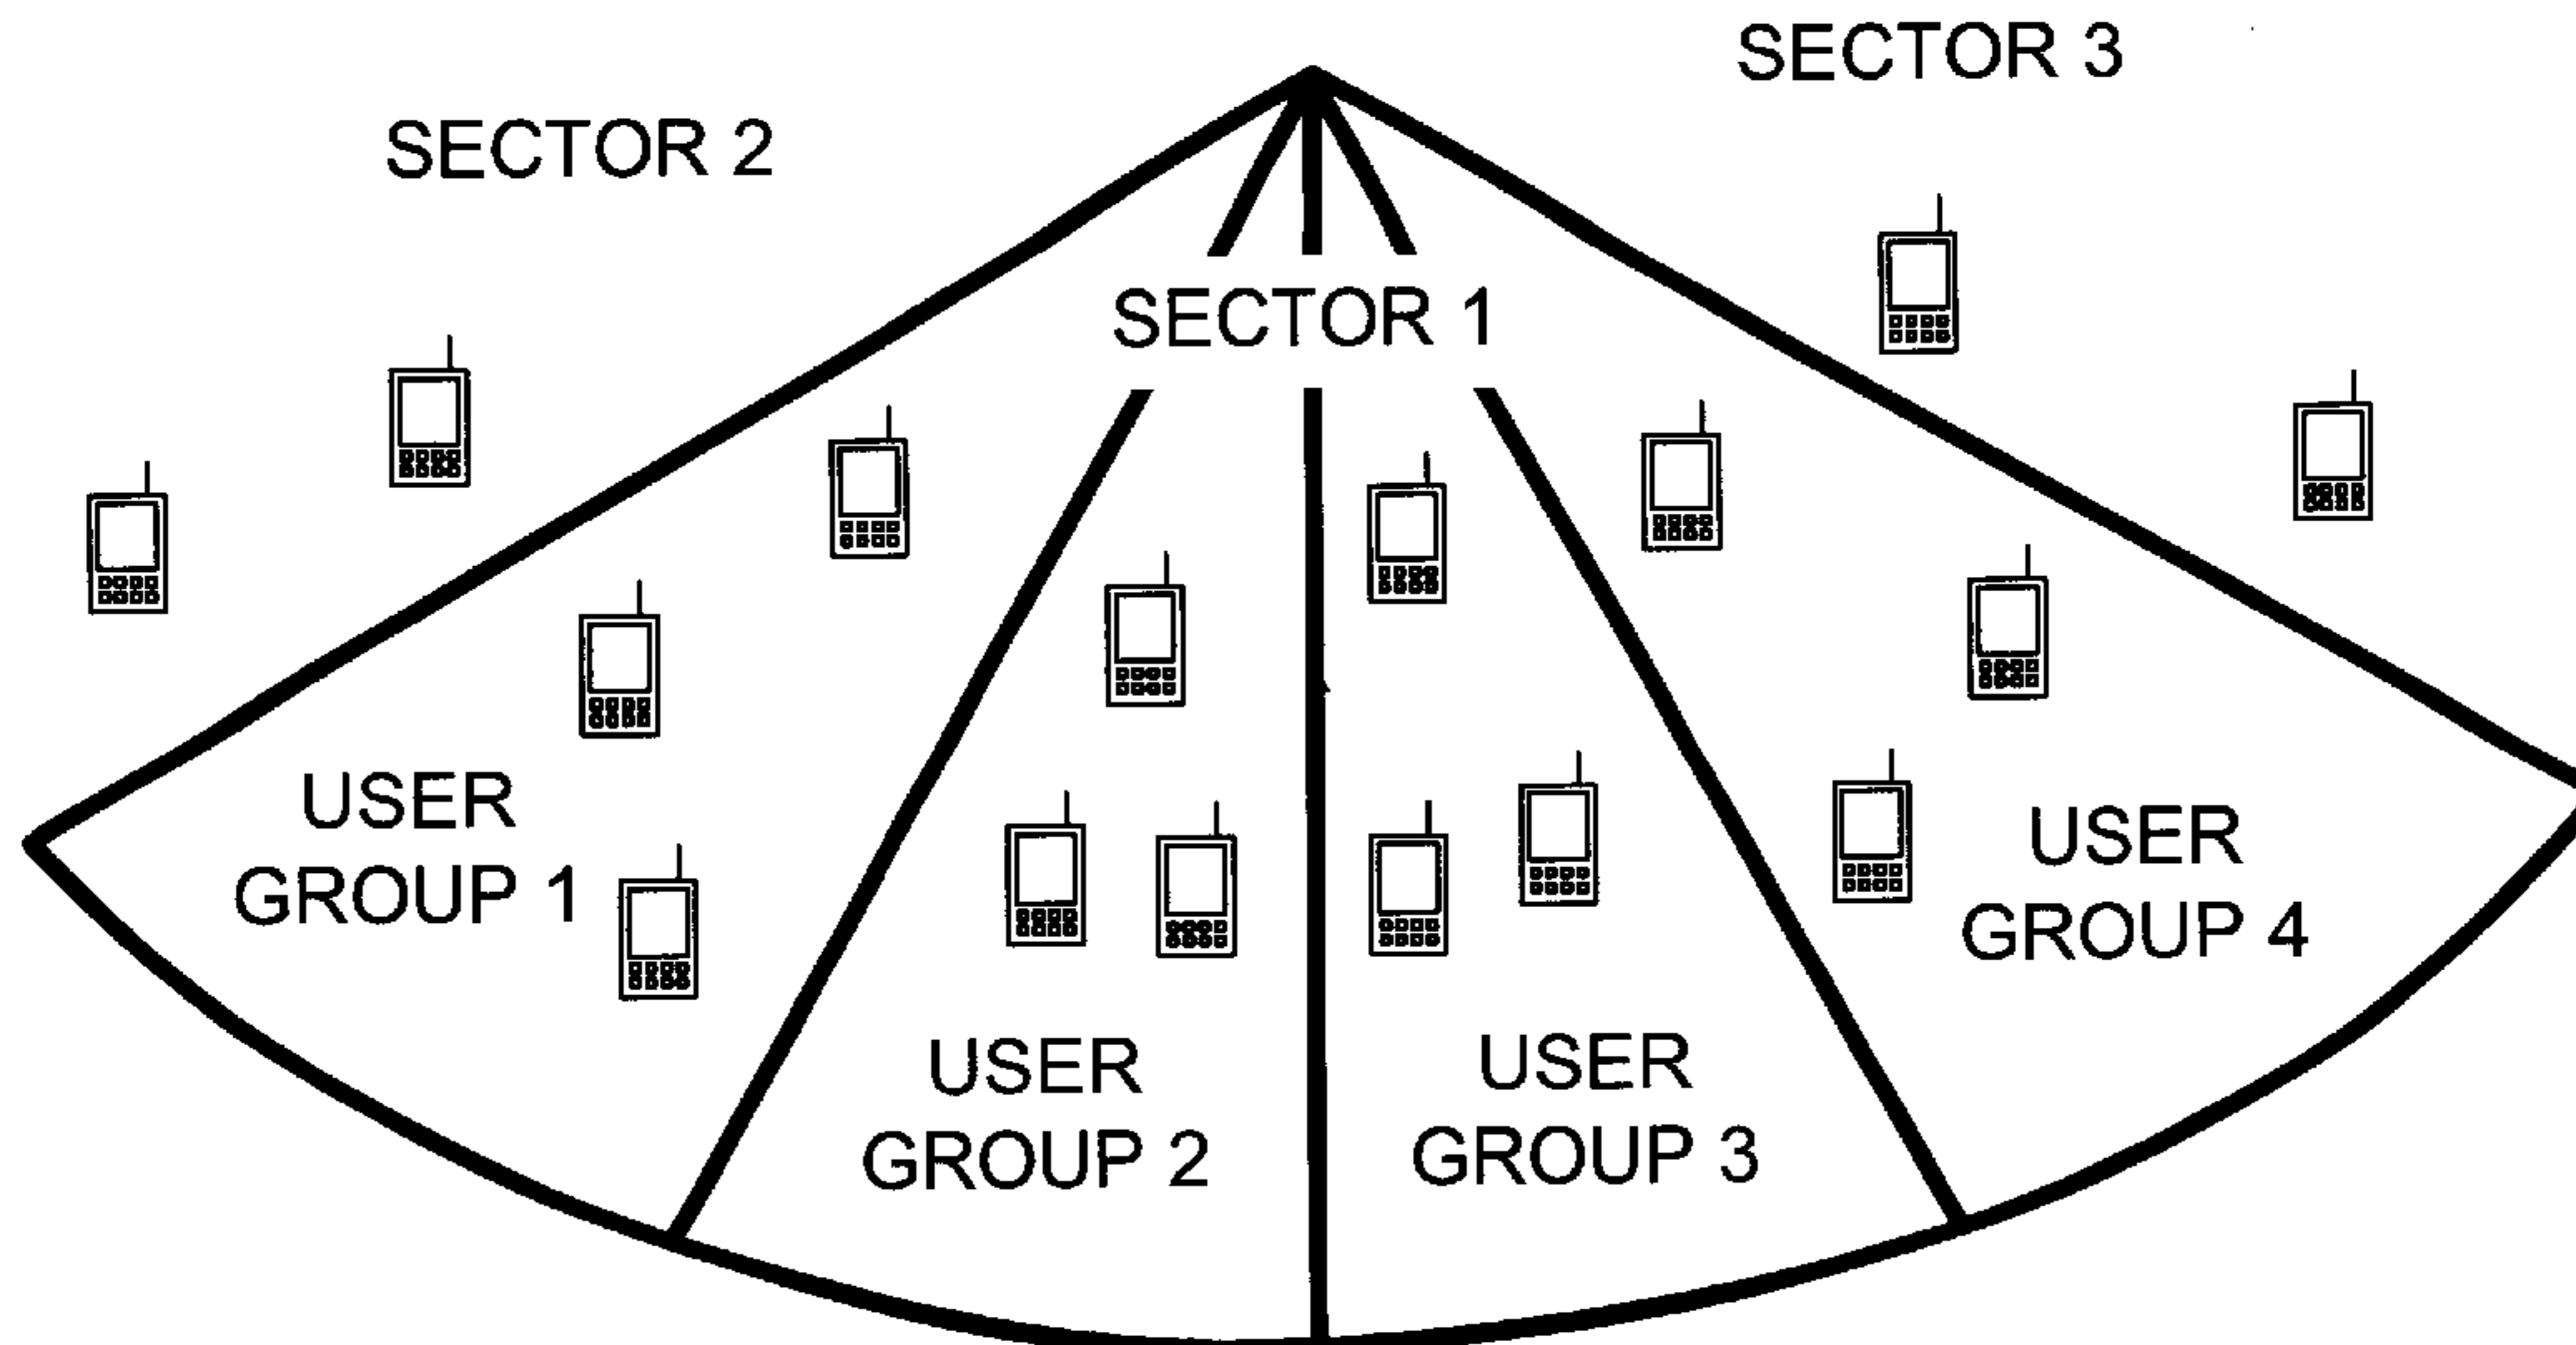 SECTOR 3
SECTOR 2
SECTOR 1
USER
GROUP 1
USER
GROUP 4
USER
GROUP 2
USER
GROUP 3